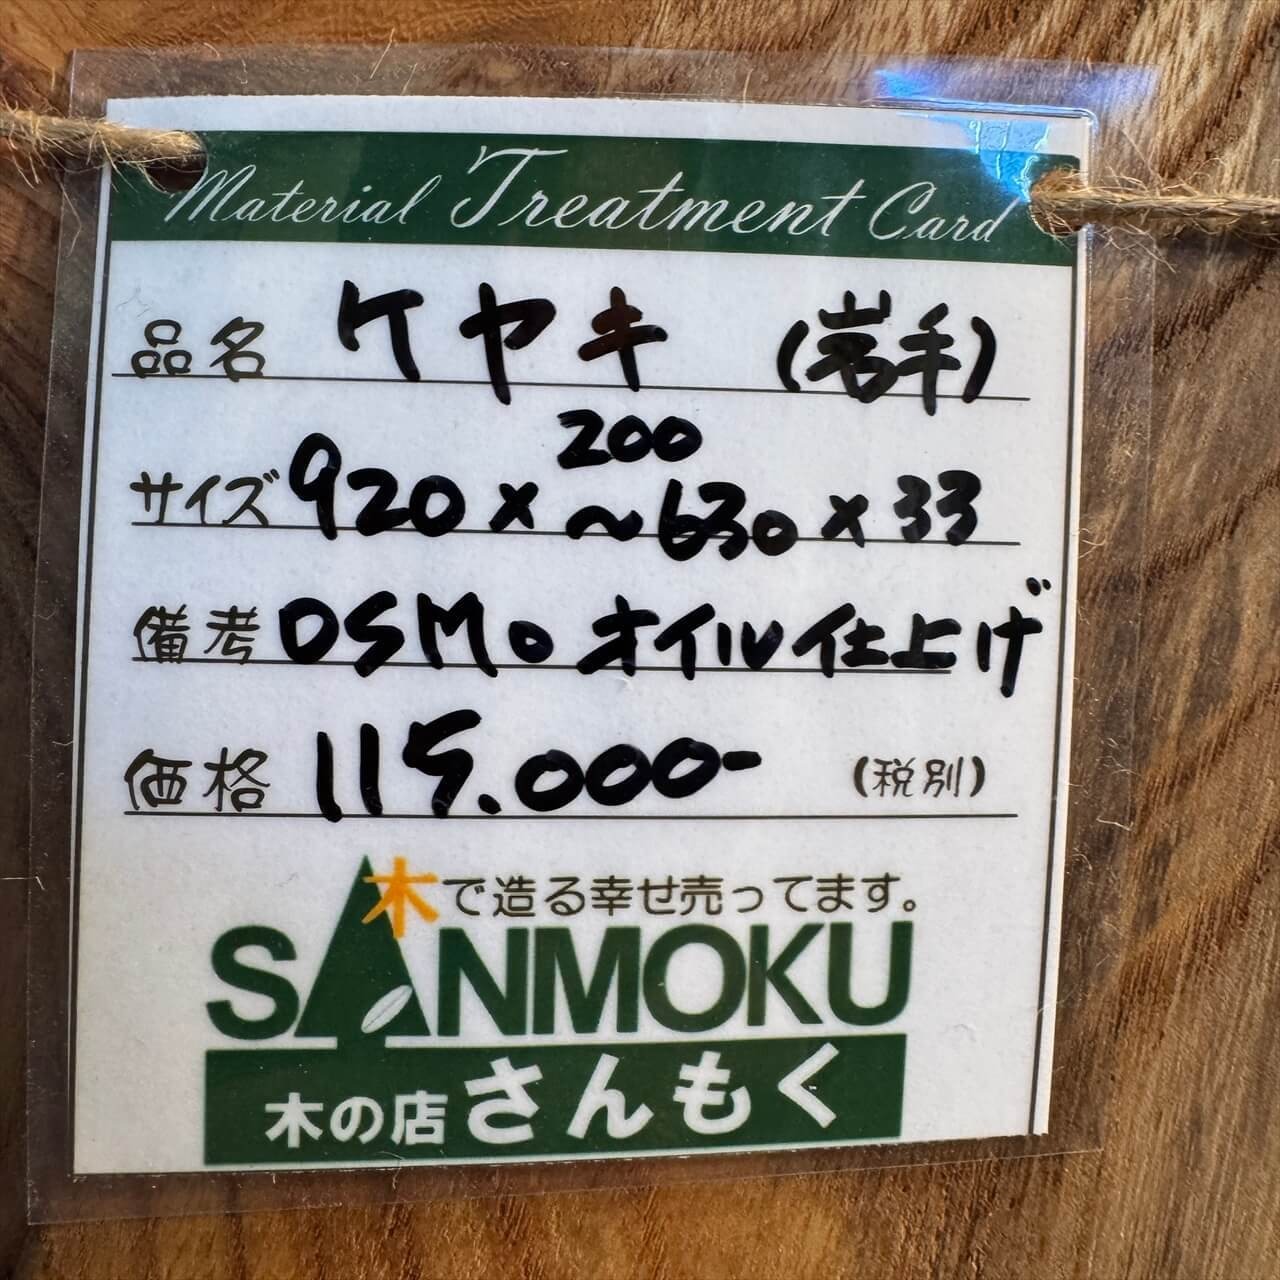 Material Treatment Card
品名 ケヤキ (岩手)
サイズ 920 × 200～630 × 33
備考 OSMO オイル仕上げ
価格 115.000- (税別)
木で造る幸せ売ってます。
SANMOKU
木の店 さんもく